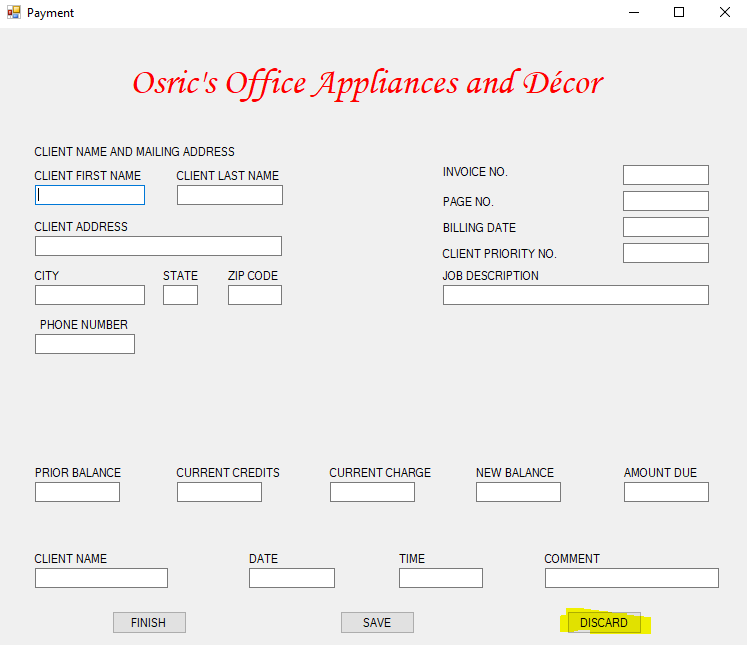 Payment
Osric's Office Appliances and Décor
CLIENT NAME AND MAILING ADDRESS
CLIENT FIRST NAME CLIENT LAST NAME
CLIENT ADDRESS
CITY STATE ZIP CODE
PHONE NUMBER
INVOICE NO.
PAGE NO.
BILLING DATE
CLIENT PRIORITY NO.
JOB DESCRIPTION
PRIOR BALANCE CURRENT CREDITS CURRENT CHARGE NEW BALANCE AMOUNT DUE
CLIENT NAME DATE TIME COMMENT
FINISH SAVE DISCARD